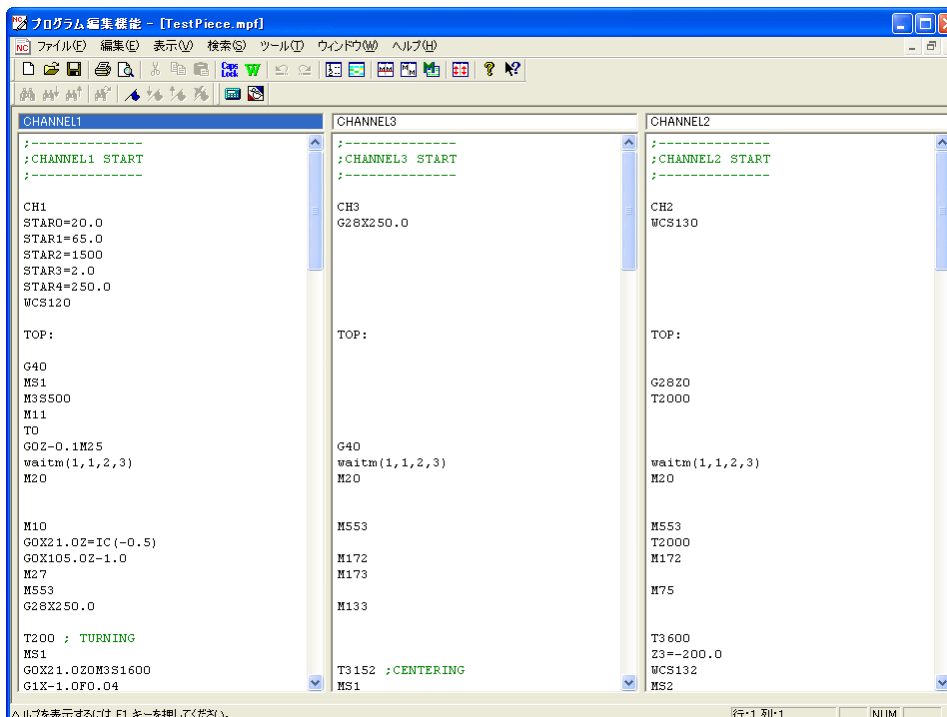 プログラム編集機能 - [TestPiece.mpf]
ファイル(F) 編集(E) 表示(V) 検索(S) ツール(T) ウィンドウ(W) ヘルプ(H)
CHANNEL1
;--------------
;CHANNEL1 START
;--------------
CH1
STAR0=20.0
STAR1=65.0
STAR2=1500
STAR3=2.0
STAR4=250.0
WCS120
TOP:
G40
MS1
M3S500
M11
T0
G0Z-0.1M25
waitm(1,1,2,3)
M20
M10
G0X21.0Z=IC(-0.5)
G0X105.0Z-1.0
M27
M553
G28X250.0
T200 ; TURNING
MS1
G0X21.0Z0M3S1600
G1X-1.0F0.04
CHANNEL3
;--------------
;CHANNEL3 START
;--------------
CH3
G28X250.0
TOP:
G40
waitm(1,1,2,3)
M20
M553
M172
M173
M133
T3152 ;CENTERING
MS1
CHANNEL2
;--------------
;CHANNEL2 START
;--------------
CH2
WCS130
TOP:
G28Z0
T2000
waitm(1,1,2,3)
M20
M553
T2000
M172
M75
T3600
Z3=-200.0
WCS132
MS2
ヘルプを表示するには F1 キーを押してください。
行:1 列:1
NUM